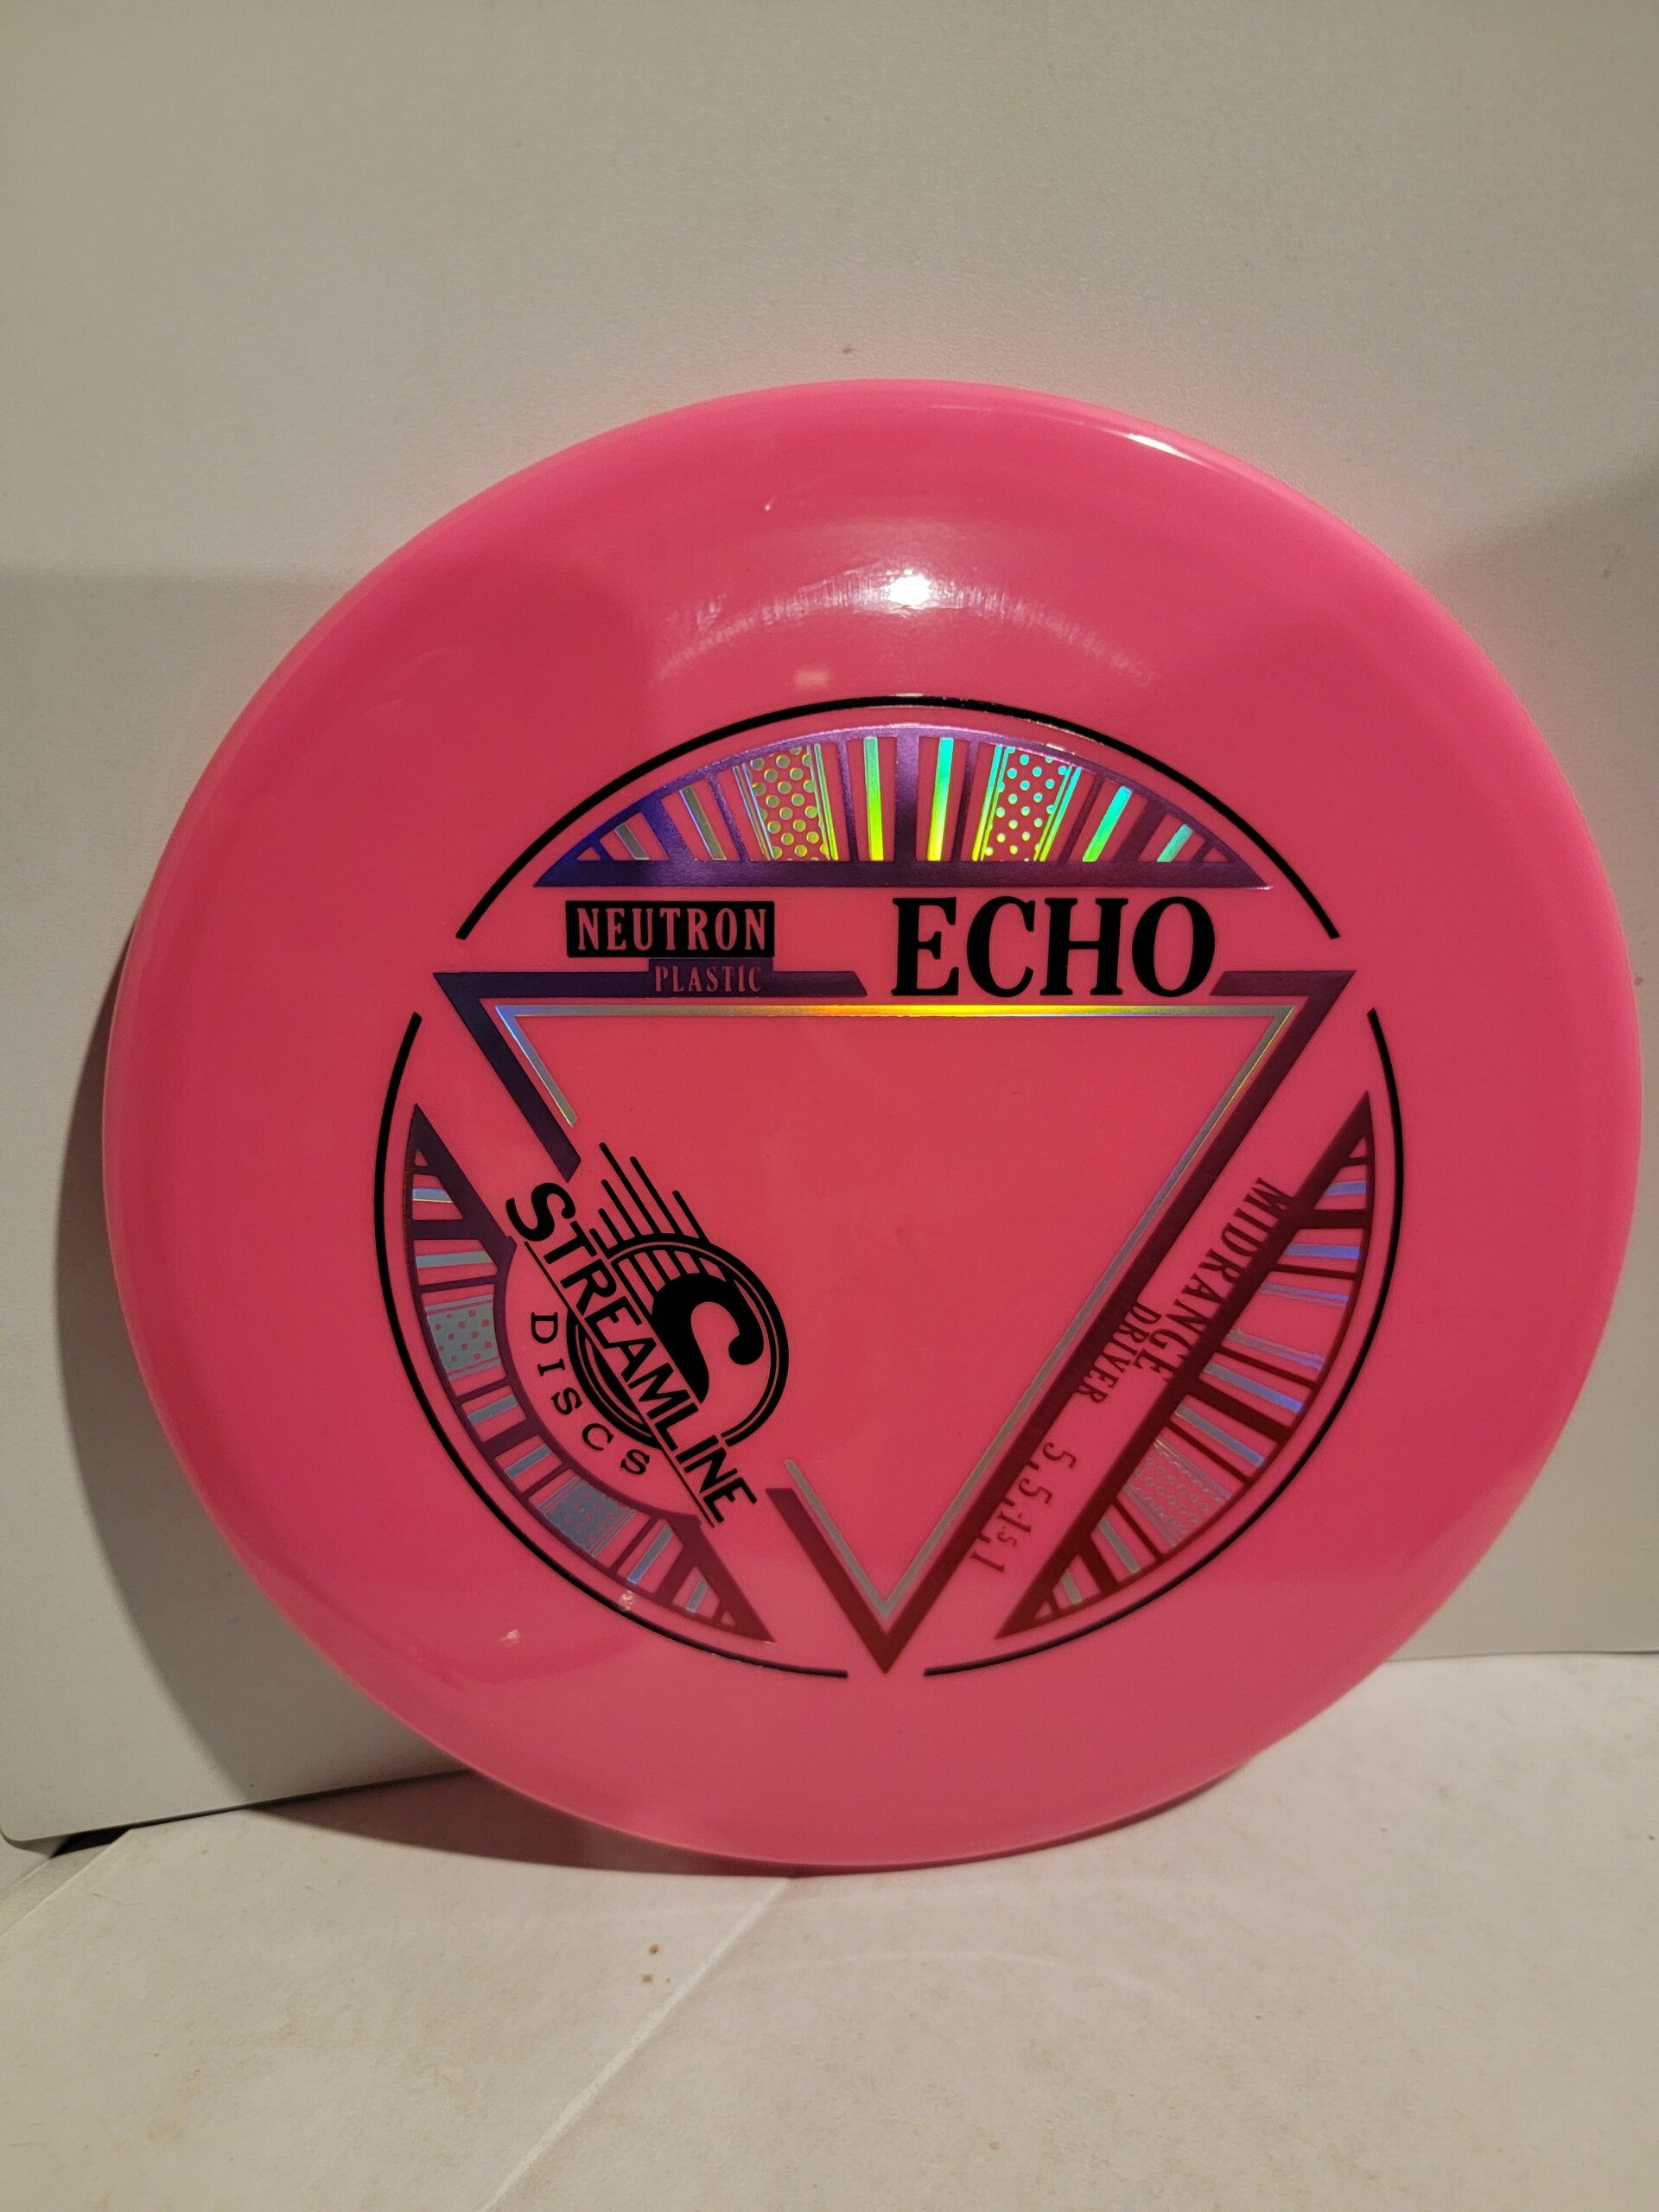 NEUTRON
PLASTIC
ECHO
STREAMLINE
DISCS
S
MIDRANGE
DRIVER
5, 5, -1.5, 1